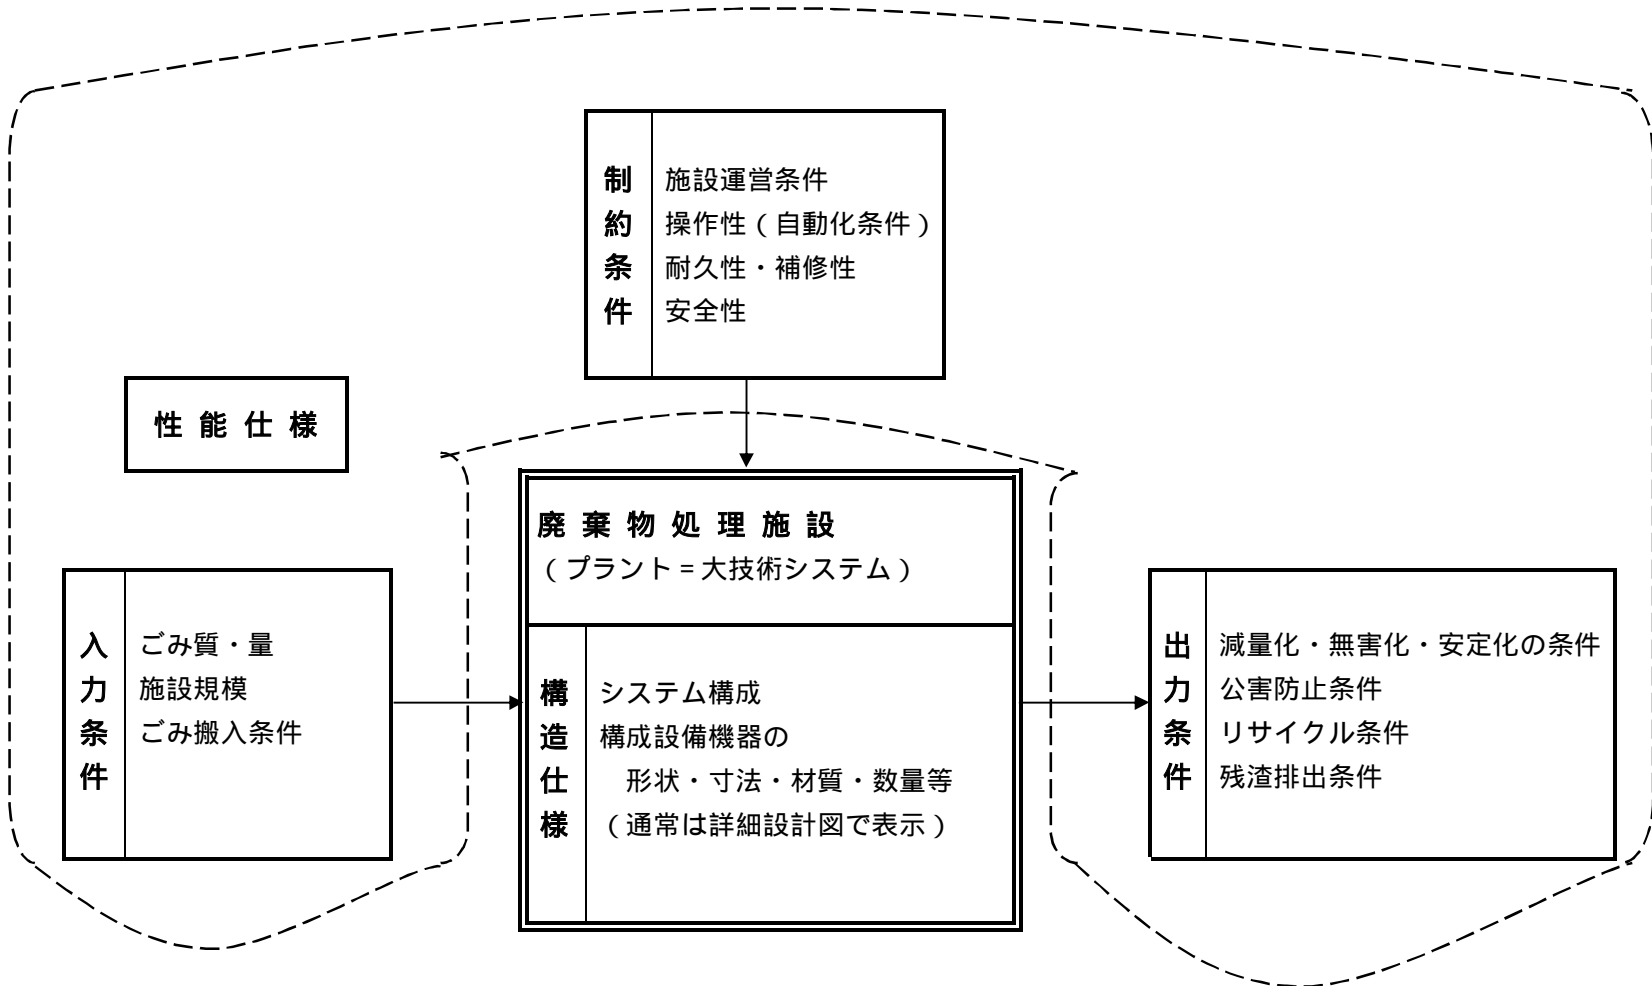 制約条件
施設運営条件
操作性（自動化条件）
耐久性・補修性
安全性
性能仕様
廃棄物処理施設
（プラント＝大技術システム）
入力条件
ごみ質・量
施設規模
ごみ搬入条件
構造仕様
システム構成
構成設備機器の
形状・寸法・材質・数量等
（通常は詳細設計図で表示）
出力条件
減量化・無害化・安定化の条件
公害防止条件
リサイクル条件
残渣排出条件